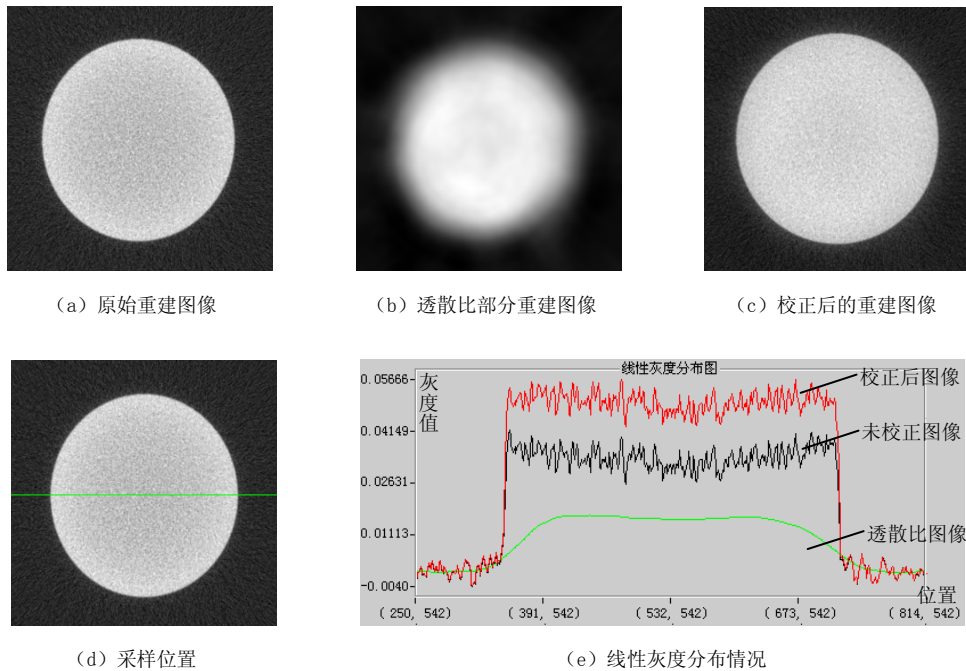 （a）原始重建图像
（b）透散比部分重建图像
（c）校正后的重建图像
线性灰度分布图
灰度值
0.05666
0.04149
0.02631
0.01113
-0.0040
校正后图像
未校正图像
透散比图像
位置
( 250, 542)
( 391, 542)
( 532, 542)
( 673, 542)
( 814, 542)
（d）采样位置
（e）线性灰度分布情况